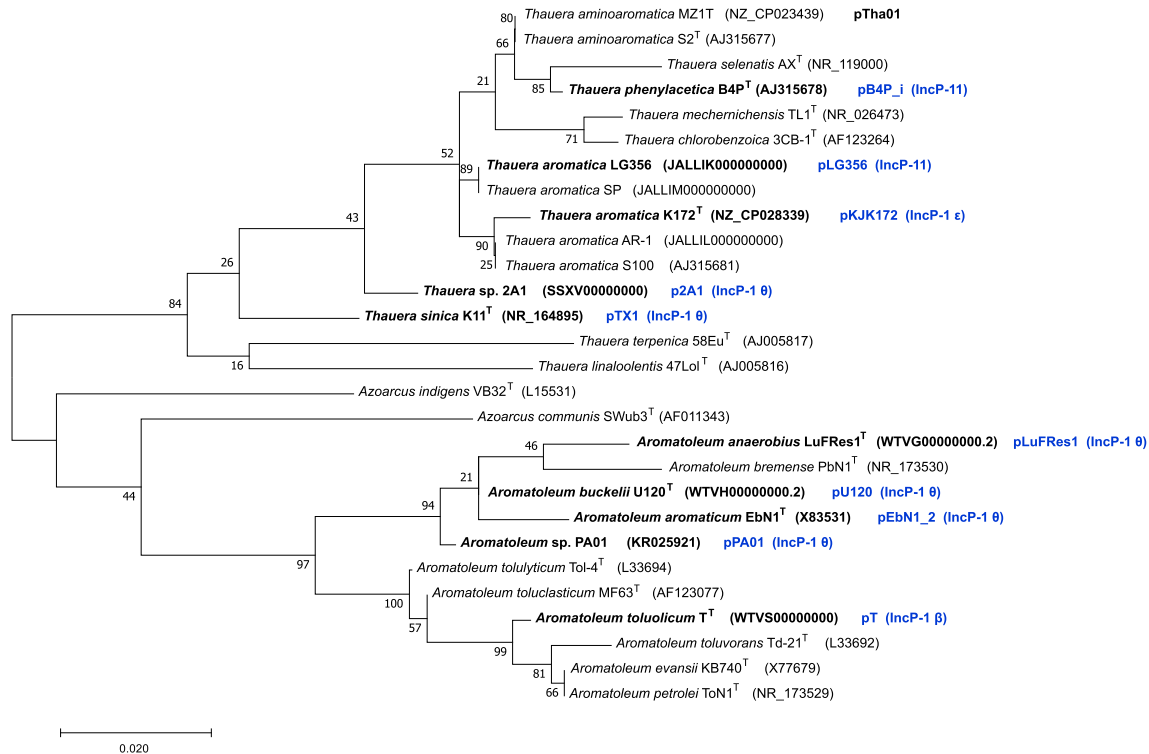 Thauera aminoaromatica MZ1T (NZ_CP023439) pTha01
80
Thauera aminoaromatica S2T (AJ315677)
66
Thauera selenatis AXT (NR_119000)
21
85
Thauera phenylacetica B4PT (AJ315678) pB4P_i (IncP-11)
Thauera mechernichensis TL1T (NR_026473)
71
Thauera chlorobenzoica 3CB-1T (AF123264)
52
Thauera aromatica LG356 (JALLIK000000000) pLG356 (IncP-11)
89
Thauera aromatica SP (JALLIM000000000)
43
Thauera aromatica K172T (NZ_CP028339) pKJK172 (IncP-1 ε)
90
Thauera aromatica AR-1 (JALLIL000000000)
25
Thauera aromatica S100 (AJ315681)
26
Thauera sp. 2A1 (SSXV00000000) p2A1 (IncP-1 θ)
84
Thauera sinica K11T (NR_164895) pTX1 (IncP-1 θ)
Thauera terpenica 58EuT (AJ005817)
16
Thauera linaloolentis 47LolT (AJ005816)
Azoarcus indigens VB32T (L15531)
Azoarcus communis SWub3T (AF011343)
44
46
Aromatoleum anaerobius LuFRes1T (WTVG00000000.2) pLuFRes1 (IncP-1 θ)
Aromatoleum bremense PbN1T (NR_173530)
21
Aromatoleum buckelii U120T (WTVH00000000.2) pU120 (IncP-1 θ)
94
Aromatoleum aromaticum EbN1T (X83531) pEbN1_2 (IncP-1 θ)
Aromatoleum sp. PA01 (KR025921) pPA01 (IncP-1 θ)
97
Aromatoleum tolulyticum Tol-4T (L33694)
100
Aromatoleum toluclasticum MF63T (AF123077)
57
Aromatoleum toluolicum TT (WTVS00000000) pT (IncP-1 β)
99
Aromatoleum toluvorans Td-21T (L33692)
81
Aromatoleum evansii KB740T (X77679)
66
Aromatoleum petrolei ToN1T (NR_173529)
0.020